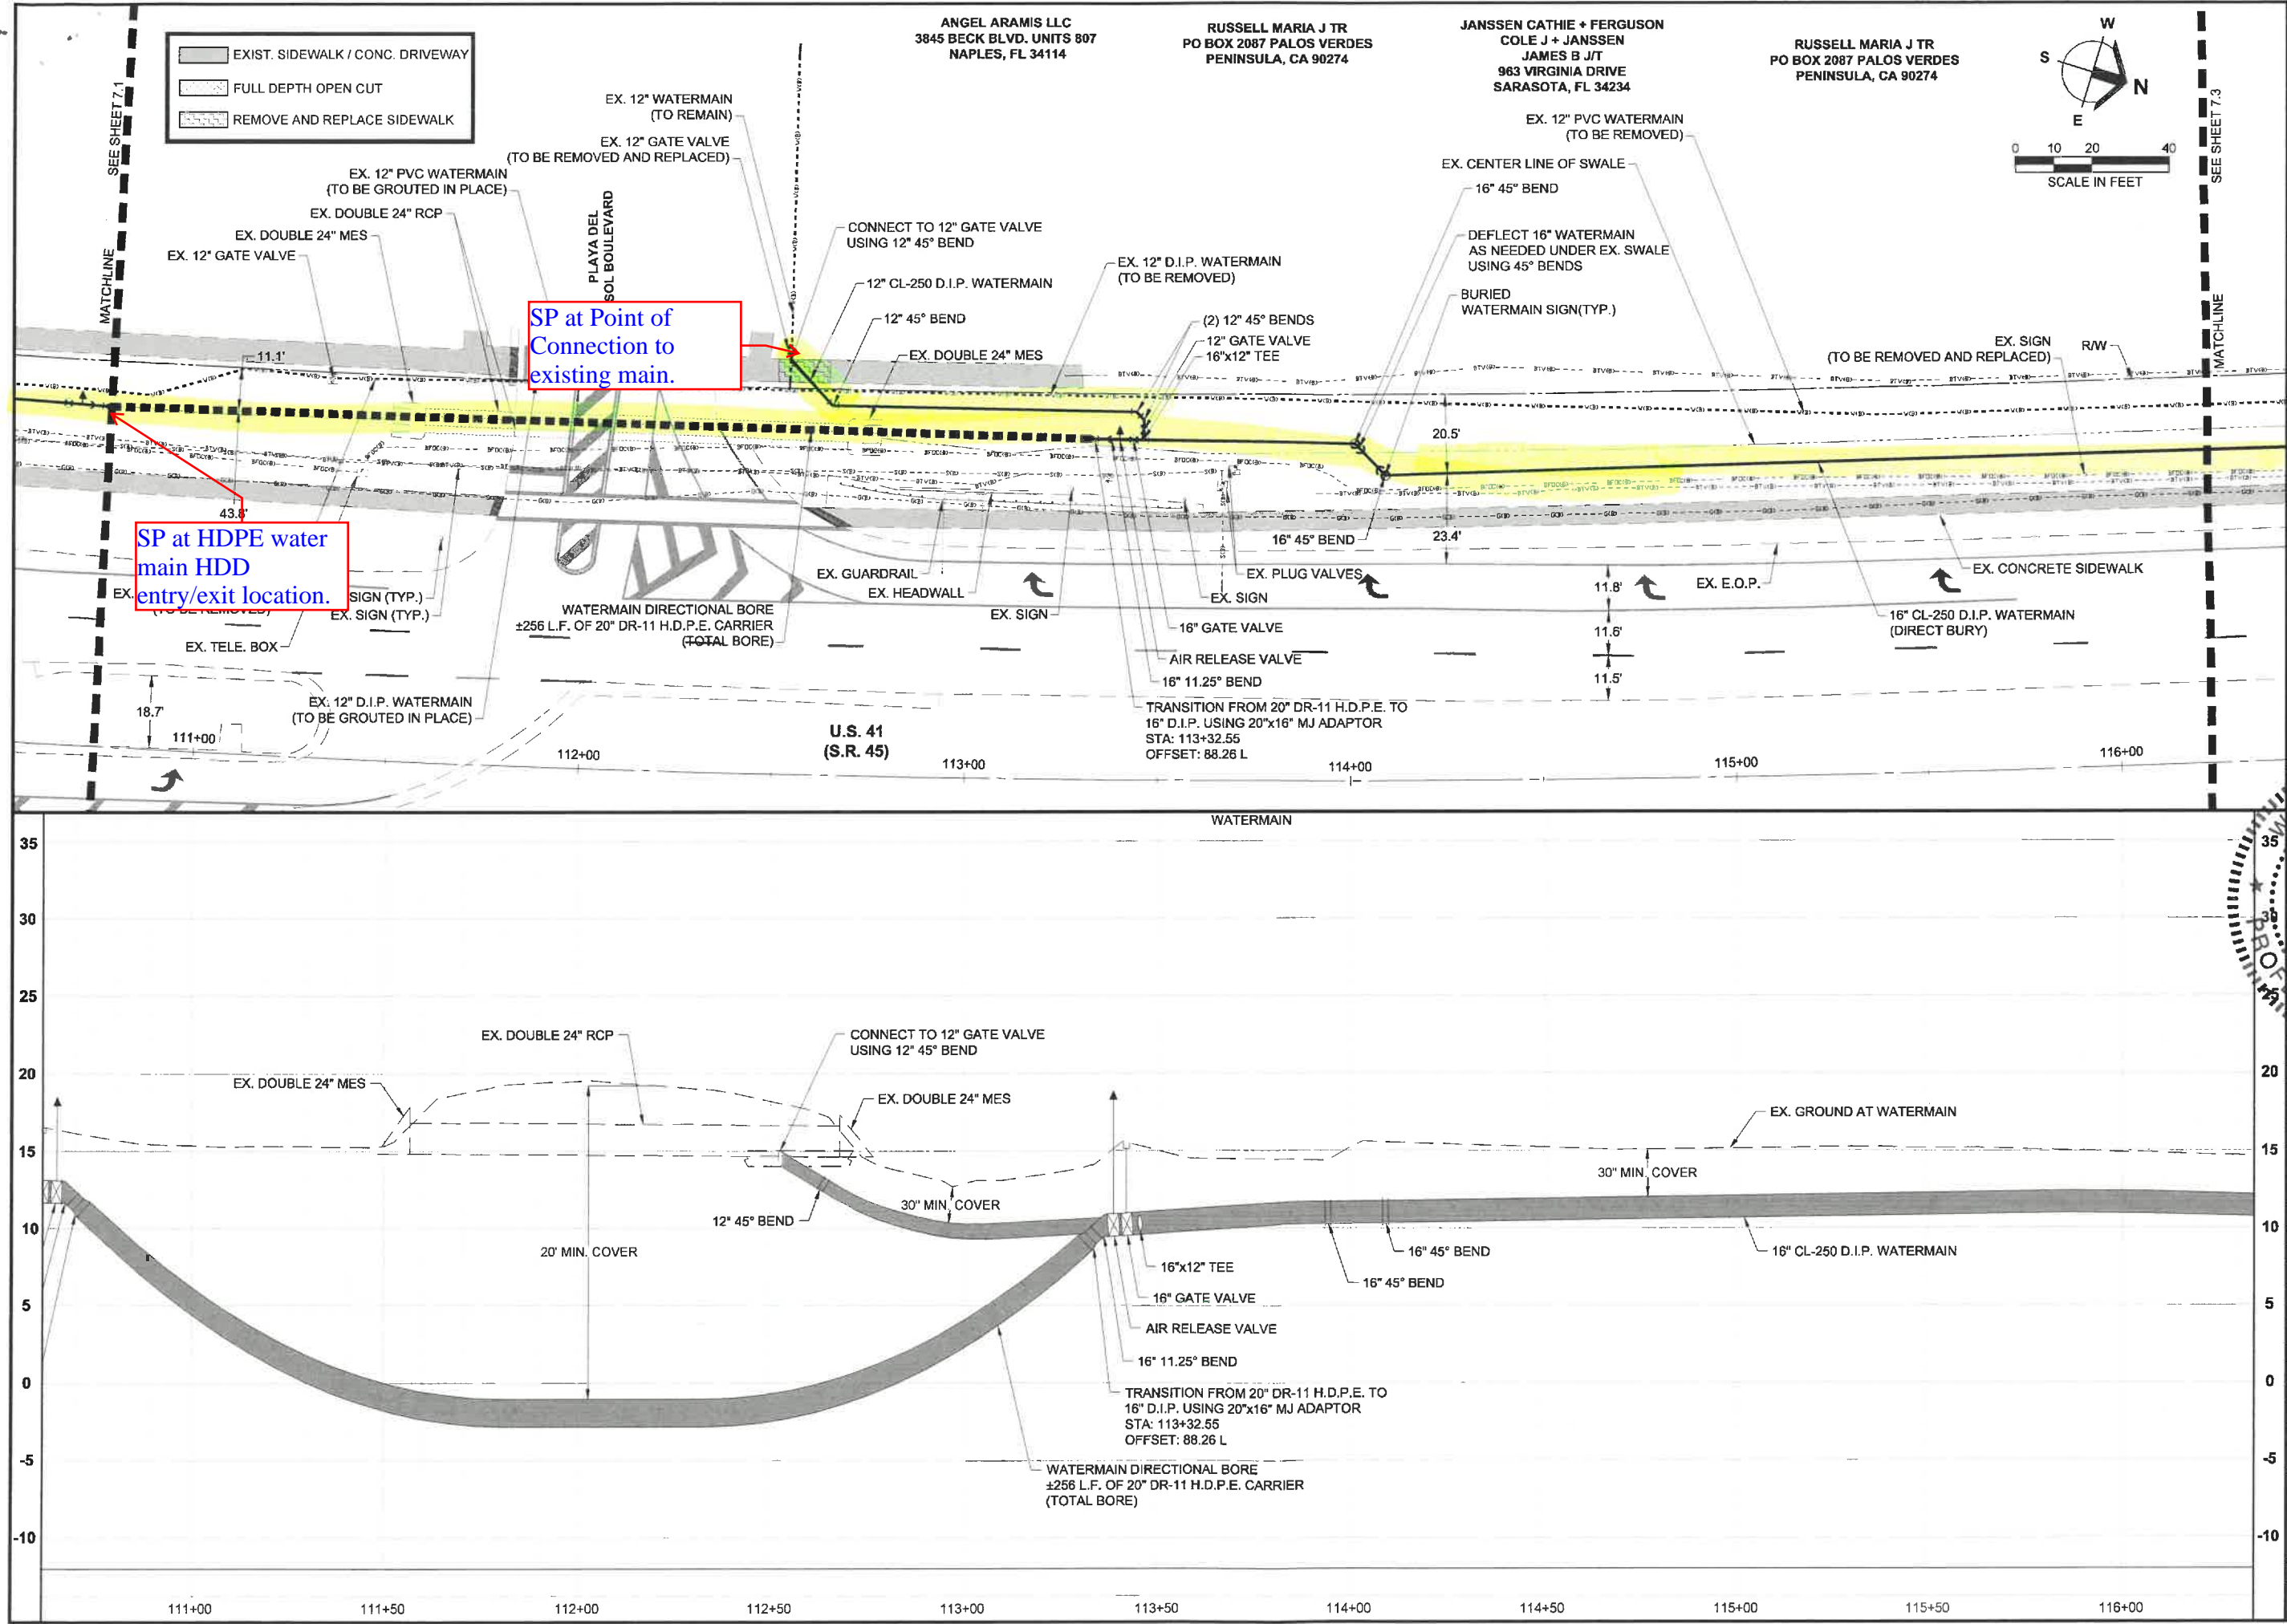 SEE SHEET 7.1
MATCHLINE
EXIST. SIDEWALK / CONC. DRIVEWAY
FULL DEPTH OPEN CUT
REMOVE AND REPLACE SIDEWALK
ANGEL ARAMIS LLC
3845 BECK BLVD. UNITS 807
NAPLES, FL 34114
RUSSELL MARIA J TR
PO BOX 2087 PALOS VERDES
PENINSULA, CA 90274
JANSSEN CATHIE + FERGUSON
COLE J + JANSSEN
JAMES B J/T
963 VIRGINIA DRIVE
SARASOTA, FL 34234
RUSSELL MARIA J TR
PO BOX 2087 PALOS VERDES
PENINSULA, CA 90274
W
S
N
E
0 10 20 40
SCALE IN FEET
SEE SHEET 7.3
MATCHLINE
EX. 12" WATERMAIN
(TO REMAIN)
EX. 12" GATE VALVE
(TO BE REMOVED AND REPLACED)
EX. 12" PVC WATERMAIN
(TO BE GROUTED IN PLACE)
EX. DOUBLE 24" RCP
EX. DOUBLE 24" MES
EX. 12" GATE VALVE
PLAYA DEL
SOL BOULEVARD
CONNECT TO 12" GATE VALVE
USING 12" 45° BEND
12" CL-250 D.I.P. WATERMAIN
12" 45° BEND
EX. DOUBLE 24" MES
EX. 12" D.I.P. WATERMAIN
(TO BE REMOVED)
(2) 12" 45° BENDS
12" GATE VALVE
16"x12" TEE
EX. 12" PVC WATERMAIN
(TO BE REMOVED)
EX. CENTER LINE OF SWALE
16" 45° BEND
DEFLECT 16" WATERMAIN
AS NEEDED UNDER EX. SWALE
USING 45° BENDS
BURIED
WATERMAIN SIGN(TYP.)
EX. SIGN
(TO BE REMOVED AND REPLACED)
R/W
SP at Point of
Connection to
existing main.
11.1'
20.5'
43.8'
SP at HDPE water
main HDD
entry/exit location.
EX.
(TO BE REMOVED)
SIGN (TYP.)
EX. SIGN (TYP.)
EX. TELE. BOX
EX. 12" D.I.P. WATERMAIN
(TO BE GROUTED IN PLACE)
WATERMAIN DIRECTIONAL BORE
±256 L.F. OF 20" DR-11 H.D.P.E. CARRIER
(TOTAL BORE)
EX. GUARDRAIL
EX. HEADWALL
EX. SIGN
EX. PLUG VALVES
EX. SIGN
16" 45° BEND
23.4'
16" GATE VALVE
AIR RELEASE VALVE
16" 11.25° BEND
TRANSITION FROM 20" DR-11 H.D.P.E. TO
16" D.I.P. USING 20"x16" MJ ADAPTOR
STA: 113+32.55
OFFSET: 88.26 L
11.8'
11.6'
11.5'
EX. E.O.P.
EX. CONCRETE SIDEWALK
16" CL-250 D.I.P. WATERMAIN
(DIRECT BURY)
18.7'
U.S. 41
(S.R. 45)
111+00
112+00
113+00
114+00
115+00
116+00
WATERMAIN
35
30
25
20
15
10
5
0
-5
-10
EX. DOUBLE 24" MES
EX. DOUBLE 24" RCP
CONNECT TO 12" GATE VALVE
USING 12" 45° BEND
EX. DOUBLE 24" MES
30" MIN. COVER
12" 45° BEND
20' MIN. COVER
EX. GROUND AT WATERMAIN
30" MIN. COVER
16" 45° BEND
16" 45° BEND
16" CL-250 D.I.P. WATERMAIN
16"x12" TEE
16" GATE VALVE
AIR RELEASE VALVE
16" 11.25° BEND
TRANSITION FROM 20" DR-11 H.D.P.E. TO
16" D.I.P. USING 20"x16" MJ ADAPTOR
STA: 113+32.55
OFFSET: 88.26 L
WATERMAIN DIRECTIONAL BORE
±256 L.F. OF 20" DR-11 H.D.P.E. CARRIER
(TOTAL BORE)
35
30
25
20
15
10
5
0
-5
-10
111+00
111+50
112+00
112+50
113+00
113+50
114+00
114+50
115+00
115+50
116+00